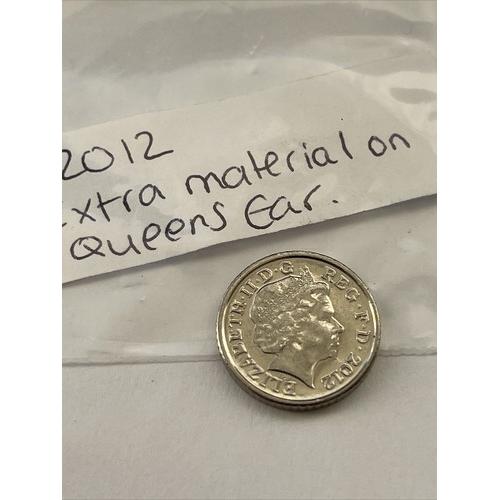 2012
Extra material on
Queens Ear.
ELIZABETH·II·D·G
REG·F·D·2012